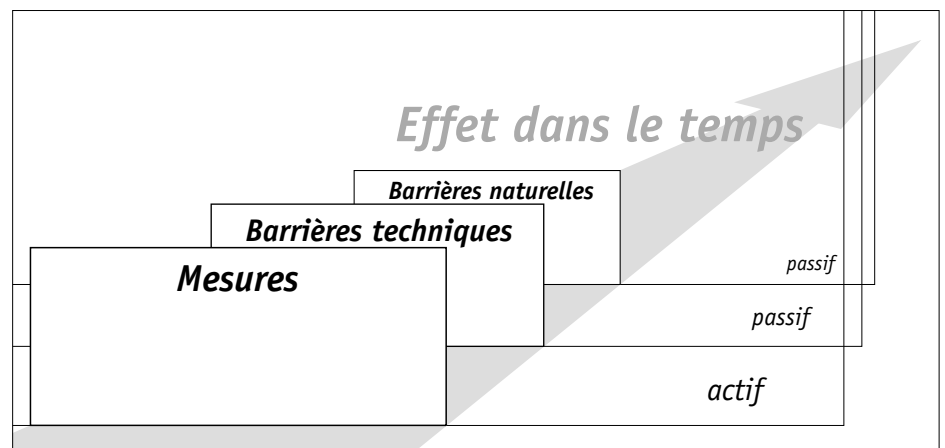 Effet dans le temps
Barrières naturelles
Barrières techniques
Mesures
passif
passif
actif